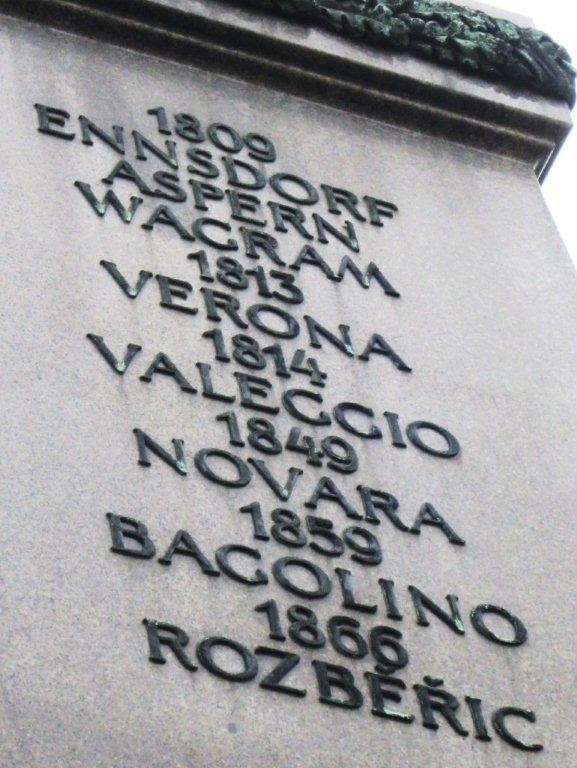 1809
ENNSDORF
ASPERN
WAGRAM
1813
VERONA
1814
VALEGGIO
1849
NOVARA
1859
BAGOLINO
1866
ROZBĚŘIC